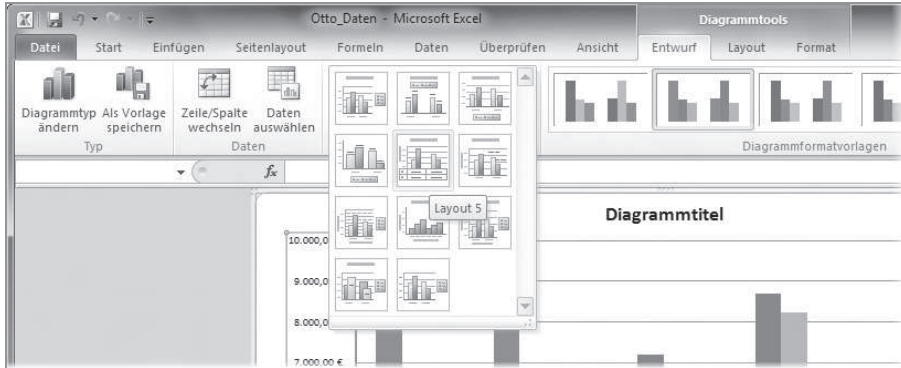 Otto_Daten - Microsoft Excel
Diagrammtools
Datei Start Einfügen Seitenlayout Formeln Daten Überprüfen Ansicht Entwurf Layout Format
Diagrammtyp ändern
Als Vorlage speichern
Zeile/Spalte wechseln
Daten auswählen
Typ
Daten
Diagrammformatvorlagen
fx
Layout 5
Diagrammtitel
10.000,0
9.000,0
8.000,0
7.000,00 €